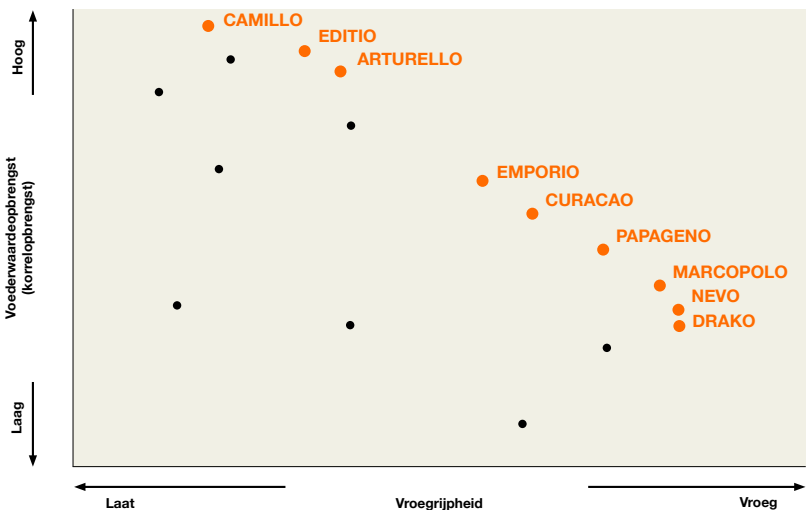 Hoog
Voederwaardeopbrengst
(korrelopbrengst)
Laag
CAMILLO
EDITIO
ARTURELLO
EMPORIO
CURACAO
PAPAGENO
MARCOPOLO
NEVO
DRAKO
Laat
Vroegrijpheid
Vroeg